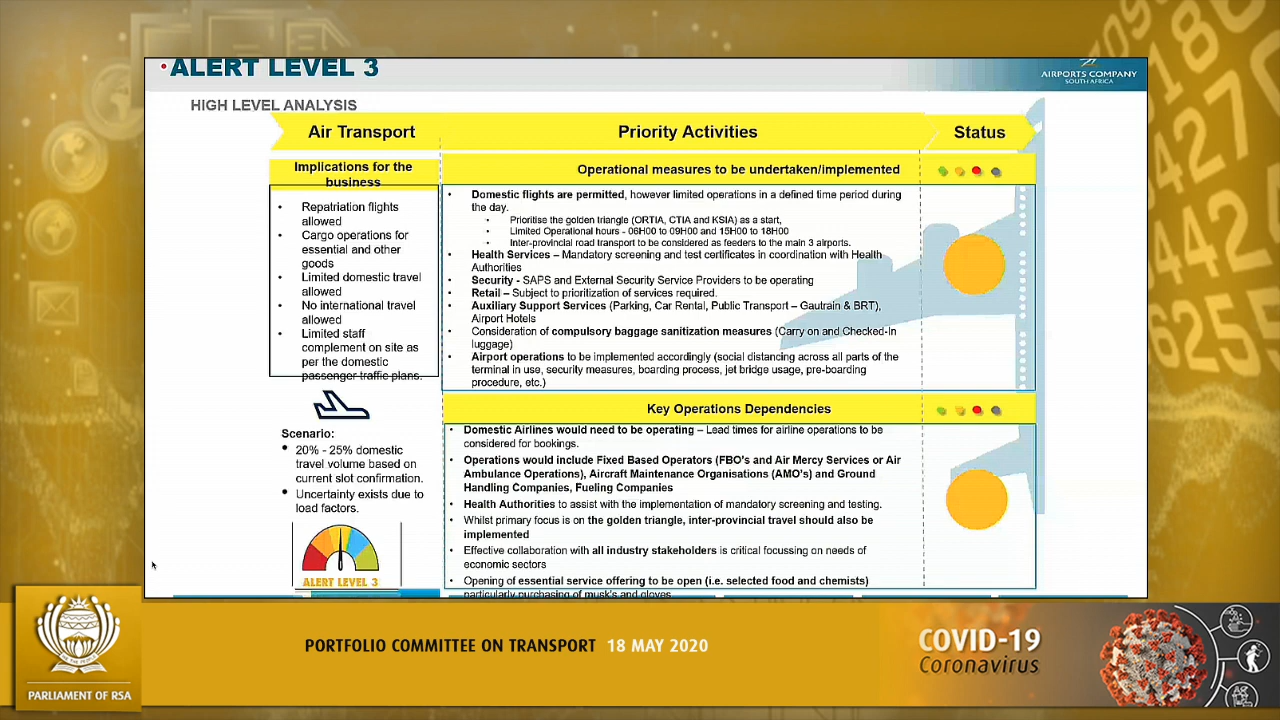 •ALERT LEVEL 3
AIRPORTS COMPANY
SOUTH AFRICA
HIGH LEVEL ANALYSIS
Air Transport
Priority Activities
Status
Implications for the
business
Operational measures to be undertaken/implemented
• Repatriation flights
allowed
• Cargo operations for
essential and other
goods
• Limited domestic travel
allowed
• No international travel
allowed
• Limited staff
complement on site as
per the domestic
passenger traffic plans.
• Domestic flights are permitted, however limited operations in a defined time period during
the day.
• Prioritise the golden triangle (ORTIA, CTIA and KSIA) as a start,
• Limited Operational hours - 06H00 to 09H00 and 15H00 to 18H00
• Inter-provincial road transport to be considered as feeders to the main 3 airports.
• Health Services – Mandatory screening and test certificates in coordination with Health
Authorities
• Security - SAPS and External Security Service Providers to be operating
• Retail – Subject to prioritization of services required.
• Auxiliary Support Services (Parking, Car Rental, Public Transport – Gautrain & BRT),
Airport Hotels
• Consideration of compulsory baggage sanitization measures (Carry on and Checked-In
luggage)
• Airport operations to be implemented accordingly (social distancing across all parts of the
terminal in use, security measures, boarding process, jet bridge usage, pre-boarding
procedure, etc.)
Key Operations Dependencies
Scenario:
• 20% - 25% domestic
travel volume based on
current slot confirmation.
• Uncertainty exists due to
load factors.
ALERT LEVEL 3
• Domestic Airlines would need to be operating – Lead times for airline operations to be
considered for bookings.
• Operations would include Fixed Based Operators (FBO's and Air Mercy Services or Air
Ambulance Operations), Aircraft Maintenance Organisations (AMO's) and Ground
Handling Companies, Fueling Companies
• Health Authorities to assist with the implementation of mandatory screening and testing.
• Whilst primary focus is on the golden triangle, inter-provincial travel should also be
implemented
• Effective collaboration with all industry stakeholders is critical focussing on needs of
economic sectors
• Opening of essential service offering to be open (i.e. selected food and chemists)
particularly purchasing of musk's and gloves
PARLIAMENT OF RSA
PORTFOLIO COMMITTEE ON TRANSPORT 18 MAY 2020
COVID-19
Coronavirus